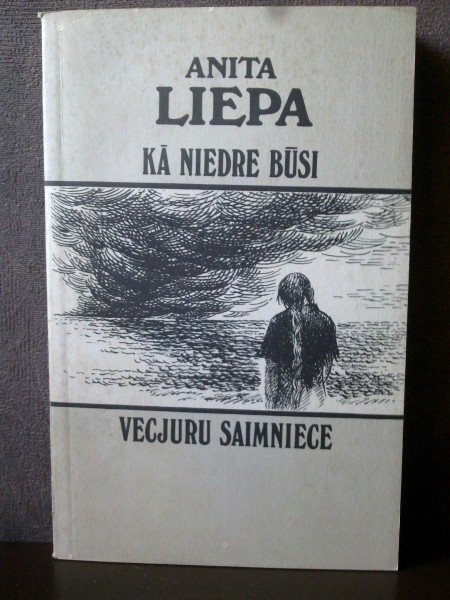 ANITA
LIEPA
KĀ NIEDRE BŪSI
VECJURU SAIMNIECE